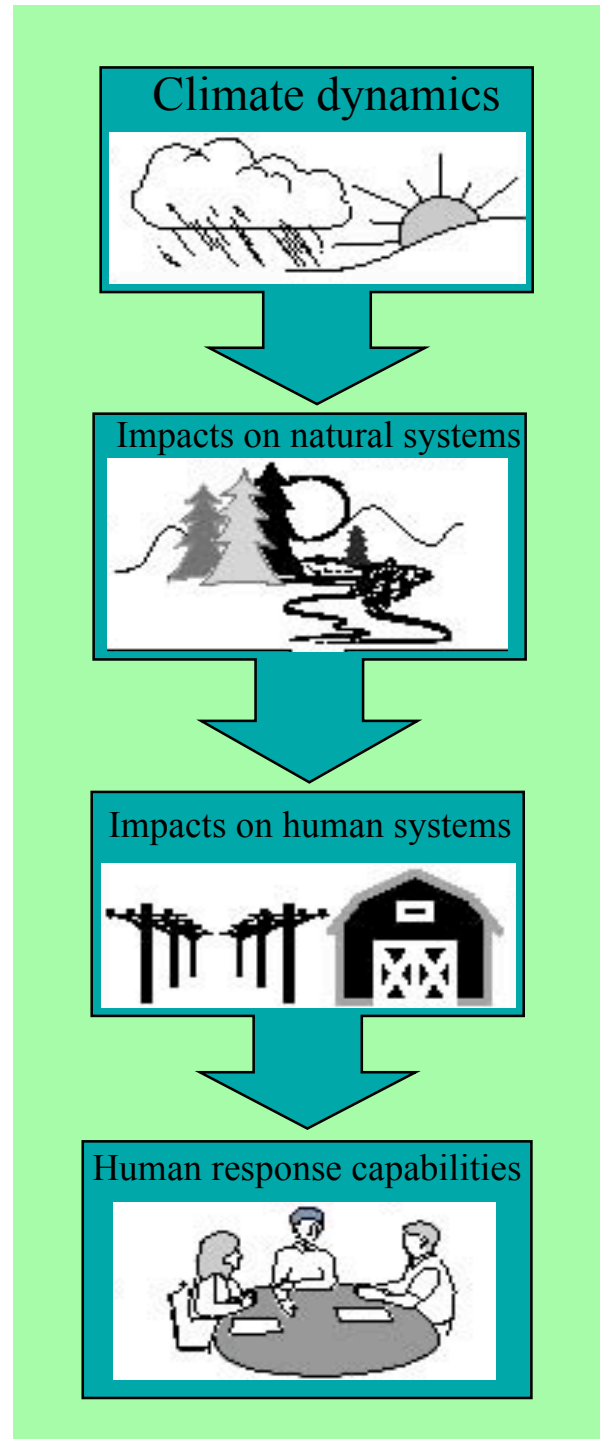 Climate dynamics
Impacts on natural systems
Impacts on human systems
Human response capabilities